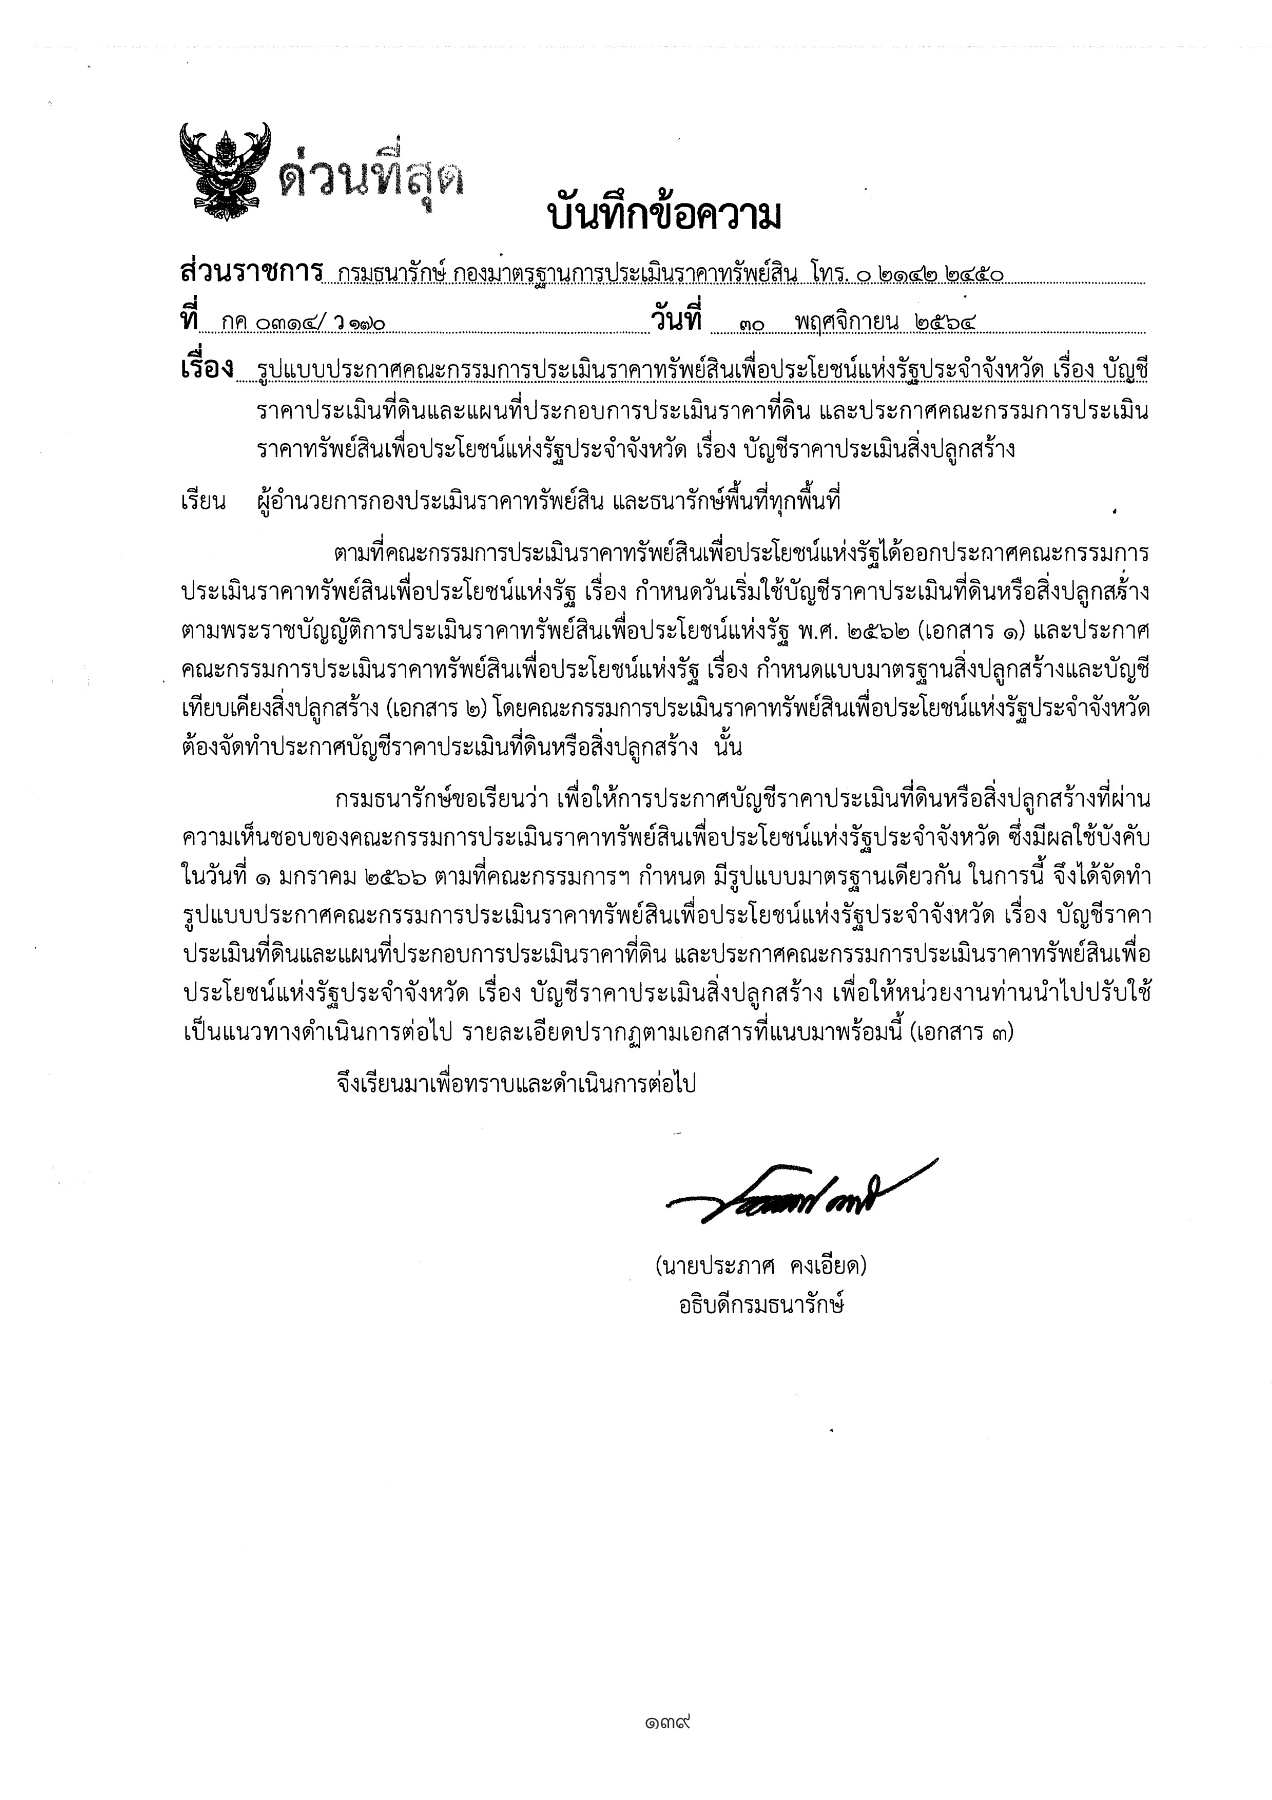 ด่วนที่สุด
บันทึกข้อความ
ส่วนราชการ กรมธนารักษ์ กองมาตรฐานการประเมินราคาทรัพย์สิน โทร. ๐ ๒๑๔๒ ๒๔๕๐
ที่ กค ๐๓๑๔/ ว ๑๗๐ วันที่ ๓๐ พฤศจิกายน ๒๕๖๔
เรื่อง รูปแบบประกาศคณะกรรมการประเมินราคาทรัพย์สินเพื่อประโยชน์แห่งรัฐประจำจังหวัด เรื่อง บัญชี
ราคาประเมินที่ดินและแผนที่ประกอบการประเมินราคาที่ดิน และประกาศคณะกรรมการประเมิน
ราคาทรัพย์สินเพื่อประโยชน์แห่งรัฐประจำจังหวัด เรื่อง บัญชีราคาประเมินสิ่งปลูกสร้าง
เรียน ผู้อำนวยการกองประเมินราคาทรัพย์สิน และธนารักษ์พื้นที่ทุกพื้นที่
ตามที่คณะกรรมการประเมินราคาทรัพย์สินเพื่อประโยชน์แห่งรัฐได้ออกประกาศคณะกรรมการ
ประเมินราคาทรัพย์สินเพื่อประโยชน์แห่งรัฐ เรื่อง กำหนดวันเริ่มใช้บัญชีราคาประเมินที่ดินหรือสิ่งปลูกสร้าง
ตามพระราชบัญญัติการประเมินราคาทรัพย์สินเพื่อประโยชน์แห่งรัฐ พ.ศ. ๒๕๖๒ (เอกสาร ๑) และประกาศ
คณะกรรมการประเมินราคาทรัพย์สินเพื่อประโยชน์แห่งรัฐ เรื่อง กำหนดแบบมาตรฐานสิ่งปลูกสร้างและบัญชี
เทียบเคียงสิ่งปลูกสร้าง (เอกสาร ๒) โดยคณะกรรมการประเมินราคาทรัพย์สินเพื่อประโยชน์แห่งรัฐประจำจังหวัด
ต้องจัดทำประกาศบัญชีราคาประเมินที่ดินหรือสิ่งปลูกสร้าง นั้น
กรมธนารักษ์ขอเรียนว่า เพื่อให้การประกาศบัญชีราคาประเมินที่ดินหรือสิ่งปลูกสร้างที่ผ่าน
ความเห็นชอบของคณะกรรมการประเมินราคาทรัพย์สินเพื่อประโยชน์แห่งรัฐประจำจังหวัด ซึ่งมีผลใช้บังคับ
ในวันที่ ๑ มกราคม ๒๕๖๖ ตามที่คณะกรรมการฯ กำหนด มีรูปแบบมาตรฐานเดียวกัน ในการนี้ จึงได้จัดทำ
รูปแบบประกาศคณะกรรมการประเมินราคาทรัพย์สินเพื่อประโยชน์แห่งรัฐประจำจังหวัด เรื่อง บัญชีราคา
ประเมินที่ดินและแผนที่ประกอบการประเมินราคาที่ดิน และประกาศคณะกรรมการประเมินราคาทรัพย์สินเพื่อ
ประโยชน์แห่งรัฐประจำจังหวัด เรื่อง บัญชีราคาประเมินสิ่งปลูกสร้าง เพื่อให้หน่วยงานท่านนำไปปรับใช้
เป็นแนวทางดำเนินการต่อไป รายละเอียดปรากฏตามเอกสารที่แนบมาพร้อมนี้ (เอกสาร ๓)
จึงเรียนมาเพื่อทราบและดำเนินการต่อไป
(นายประภาศ คงเอียด)
อธิบดีกรมธนารักษ์
๑๓๙